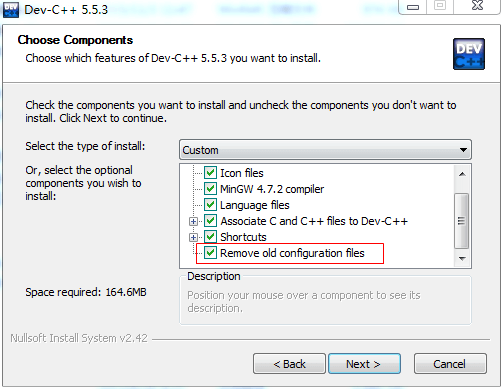 Dev-C++ 5.5.3
Choose Components
Choose which features of Dev-C++ 5.5.3 you want to install.
DEV
C++
Check the components you want to install and uncheck the components you don't want to
install. Click Next to continue.
Select the type of install:
Custom
Or, select the optional
components you wish to
install:
Icon files
MinGW 4.7.2 compiler
Language files
Associate C and C++ files to Dev-C++
Shortcuts
Remove old configuration files
Space required: 164.6MB
Description
Position your mouse over a component to see its
description.
Nullsoft Install System v2.42
< Back
Next >
Cancel